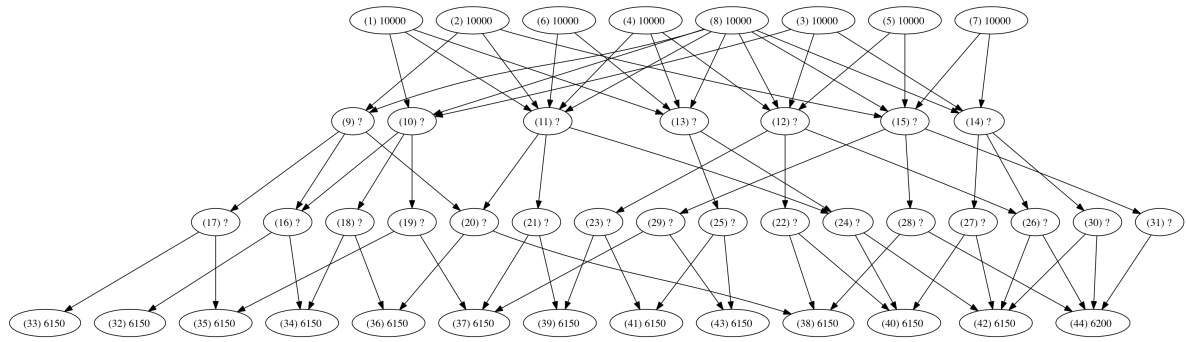 (1) 10000 (2) 10000 (6) 10000 (4) 10000 (8) 10000 (3) 10000 (5) 10000 (7) 10000
(9) ? (10) ? (11) ? (13) ? (12) ? (15) ? (14) ?
(17) ? (16) ? (18) ? (19) ? (20) ? (21) ? (23) ? (29) ? (25) ? (22) ? (24) ? (28) ? (27) ? (26) ? (30) ? (31) ?
(33) 6150 (32) 6150 (35) 6150 (34) 6150 (36) 6150 (37) 6150 (39) 6150 (41) 6150 (43) 6150 (38) 6150 (40) 6150 (42) 6150 (44) 6200